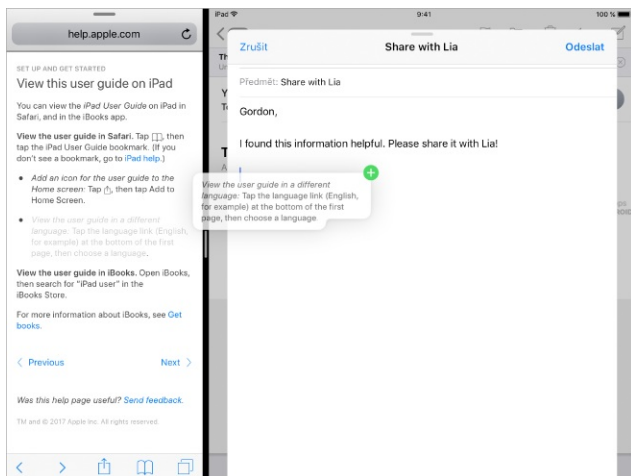 help.apple.com
SET UP AND GET STARTED
View this user guide on iPad
You can view the iPad User Guide on iPad in
Safari, and in the iBooks app.
View the user guide in Safari. Tap , then
tap the iPad User Guide bookmark. (If you
don't see a bookmark, go to iPad help.)
• Add an icon for the user guide to the
Home screen: Tap , then tap Add to
Home Screen.
• View the user guide in a different
language: Tap the language link (English,
for example) at the bottom of the first
page, then choose a language.
View the user guide in iBooks. Open iBooks,
then search for "iPad user" in the
iBooks Store.
For more information about iBooks, see Get
books.
< Previous Next >
Was this help page useful? Send feedback.
TM and © 2017 Apple Inc. All rights reserved.
iPad 9:41 100 %
Zrušit Share with Lia Odeslat
Předmět: Share with Lia
Gordon,
I found this information helpful. Please share it with Lia!
View the user guide in a different
language: Tap the language link (English,
for example) at the bottom of the first
page, then choose a language